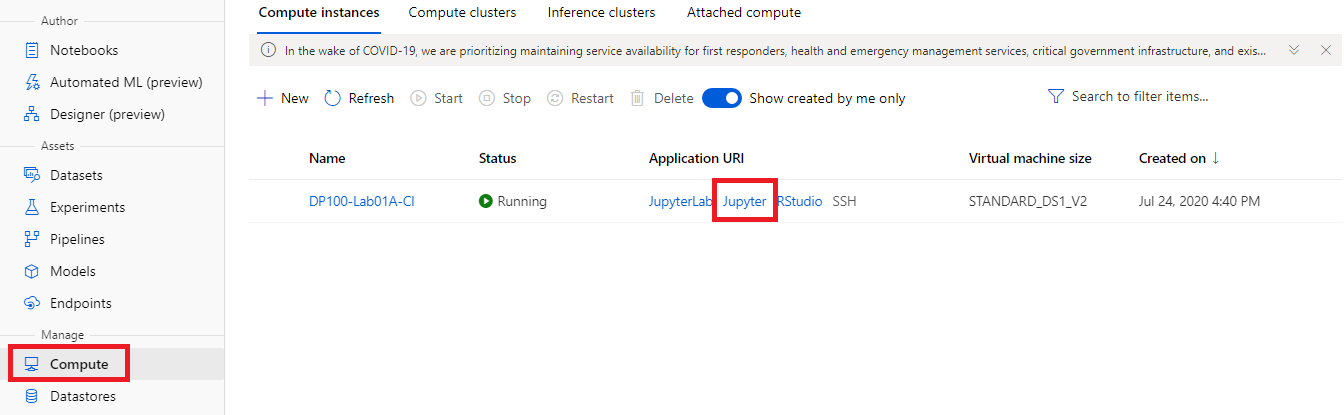 Author
Notebooks
Automated ML (preview)
Designer (preview)
Assets
Datasets
Experiments
Pipelines
Models
Endpoints
Manage
Compute
Datastores
Compute instances Compute clusters Inference clusters Attached compute
In the wake of COVID-19, we are prioritizing maintaining service availability for first responders, health and emergency management services, critical government infrastructure, and exis...
New Refresh Start Stop Restart Delete Show created by me only Search to filter items...
Name Status Application URI Virtual machine size Created on ↓
DP100-Lab01A-CI Running JupyterLab Jupyter RStudio SSH STANDARD_DS1_V2 Jul 24, 2020 4:40 PM